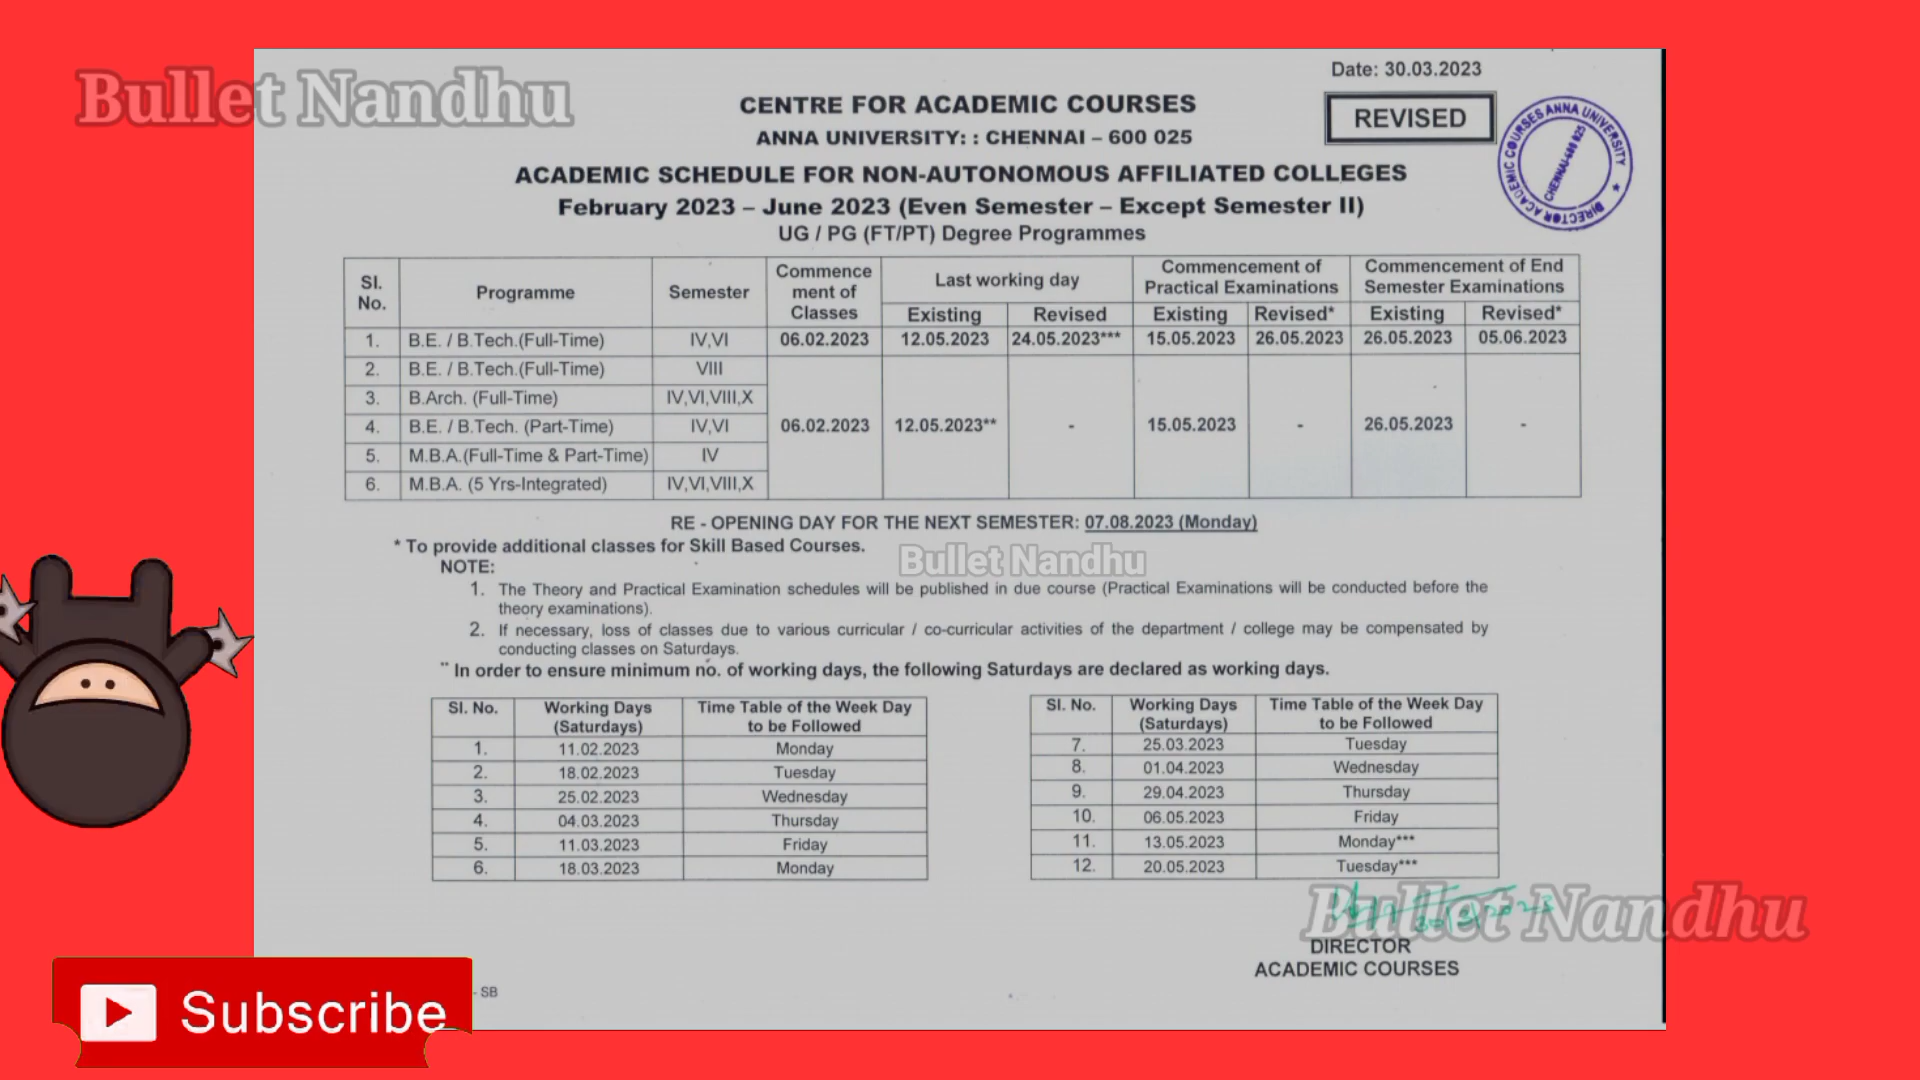 Bullet Nandhu
Date: 30.03.2023
CENTRE FOR ACADEMIC COURSES
REVISED
ANNA UNIVERSITY: : CHENNAI – 600 025
DIRECTOR ACADEMIC COURSES ANNA UNIVERSITY ★
CHENNAI-600 025
ACADEMIC SCHEDULE FOR NON-AUTONOMOUS AFFILIATED COLLEGES
February 2023 – June 2023 (Even Semester – Except Semester II)
UG / PG (FT/PT) Degree Programmes
Sl. No. Programme Semester Commence ment of Classes Last working day Commencement of Practical Examinations Commencement of End Semester Examinations
Existing Revised Existing Revised* Existing Revised*
1. B.E. / B.Tech.(Full-Time) IV,VI 06.02.2023 12.05.2023 24.05.2023*** 15.05.2023 26.05.2023 26.05.2023 05.06.2023
2. B.E. / B.Tech.(Full-Time) VIII
3. B.Arch. (Full-Time) IV,VI,VIII,X
4. B.E. / B.Tech. (Part-Time) IV,VI 06.02.2023 12.05.2023** - 15.05.2023 - 26.05.2023 -
5. M.B.A.(Full-Time & Part-Time) IV
6. M.B.A. (5 Yrs-Integrated) IV,VI,VIII,X
RE - OPENING DAY FOR THE NEXT SEMESTER: 07.08.2023 (Monday)
* To provide additional classes for Skill Based Courses.
Bullet Nandhu
NOTE:
1. The Theory and Practical Examination schedules will be published in due course (Practical Examinations will be conducted before the
theory examinations).
2. If necessary, loss of classes due to various curricular / co-curricular activities of the department / college may be compensated by
conducting classes on Saturdays.
** In order to ensure minimum no. of working days, the following Saturdays are declared as working days.
Sl. No. Working Days (Saturdays) Time Table of the Week Day to be Followed
1. 11.02.2023 Monday
2. 18.02.2023 Tuesday
3. 25.02.2023 Wednesday
4. 04.03.2023 Thursday
5. 11.03.2023 Friday
6. 18.03.2023 Monday
Sl. No. Working Days (Saturdays) Time Table of the Week Day to be Followed
7. 25.03.2023 Tuesday
8. 01.04.2023 Wednesday
9. 29.04.2023 Thursday
10. 06.05.2023 Friday
11. 13.05.2023 Monday***
12. 20.05.2023 Tuesday***
Bullet Nandhu
30/3/2023
DIRECTOR
ACADEMIC COURSES
- SB
Subscribe